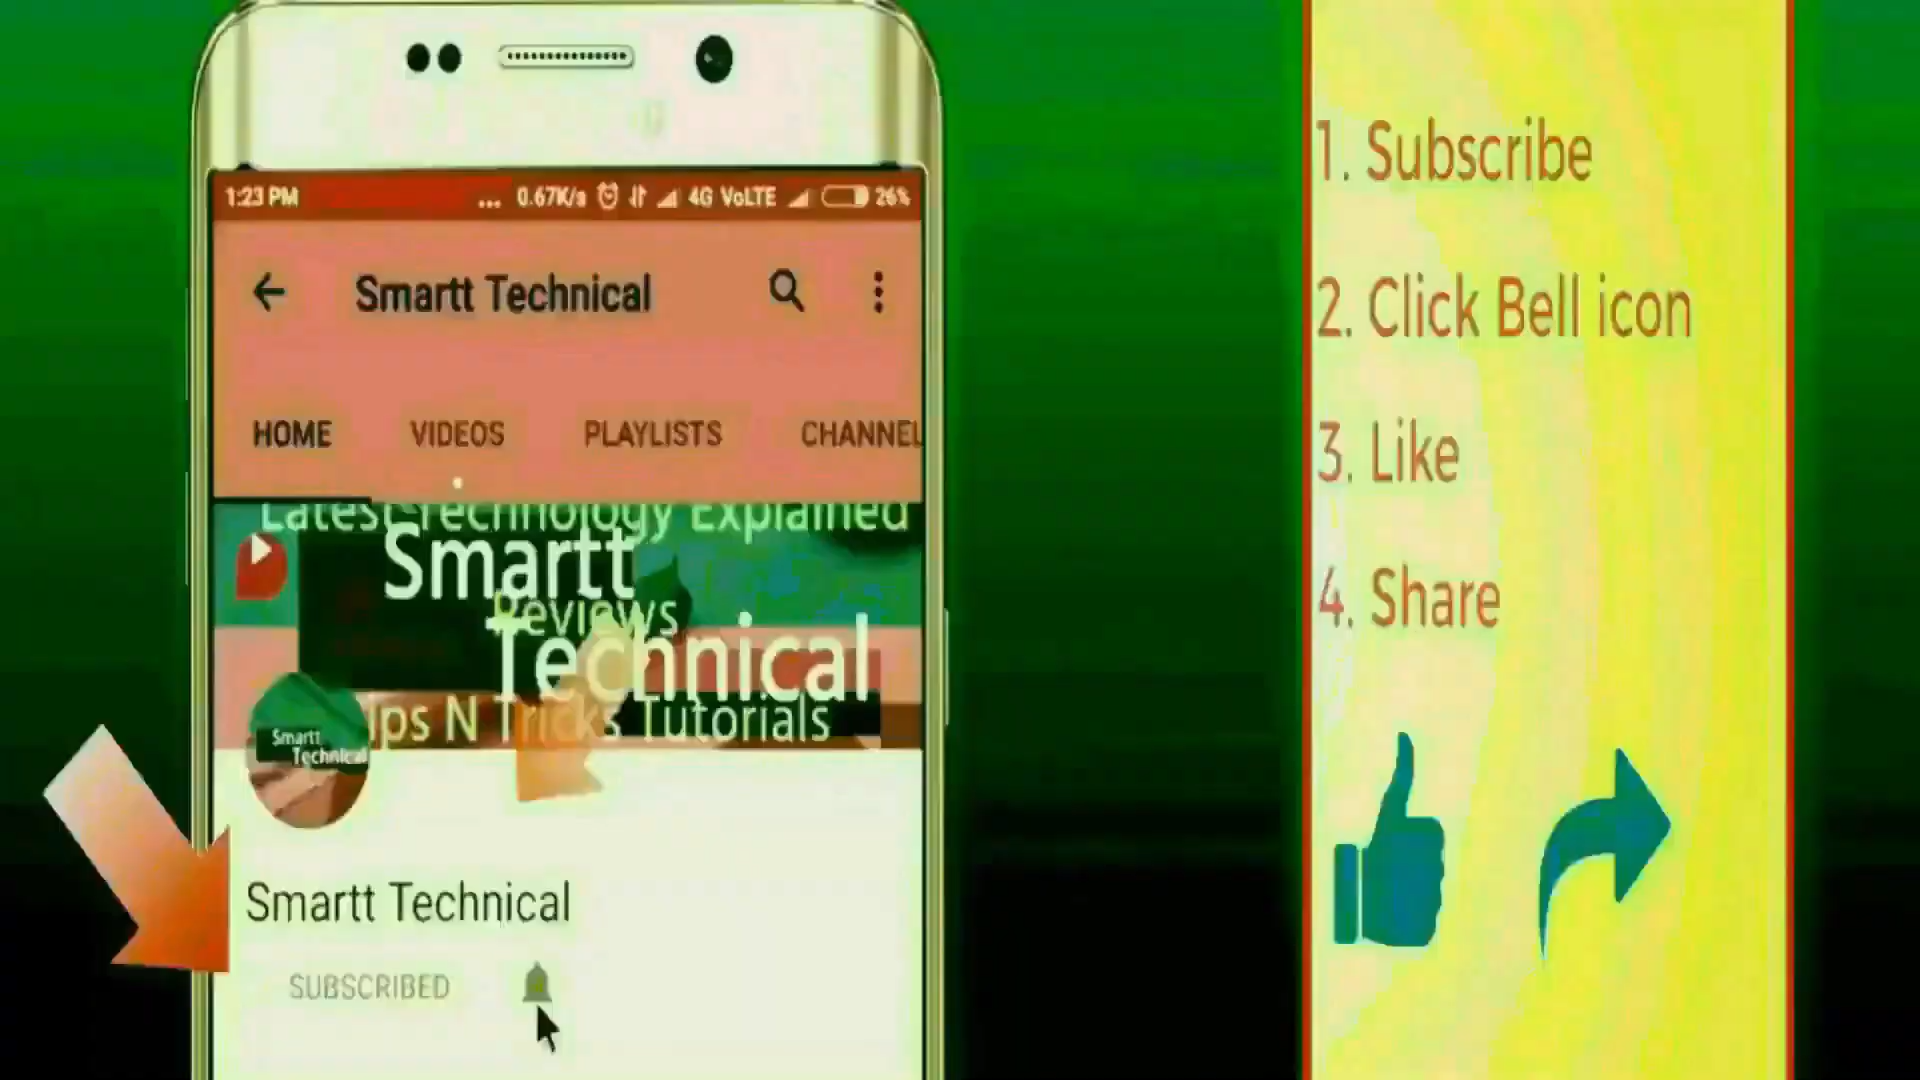 1:23 PM ... 0.67K/s 4G VoLTE 26%
Smartt Technical
HOME VIDEOS PLAYLISTS CHANNEL
Latest Technology Explained
Smartt
Reviews
Technical
ips N Tricks Tutorials
Smartt
Technical
Smartt Technical
SUBSCRIBED
1. Subscribe
2. Click Bell icon
3. Like
4. Share